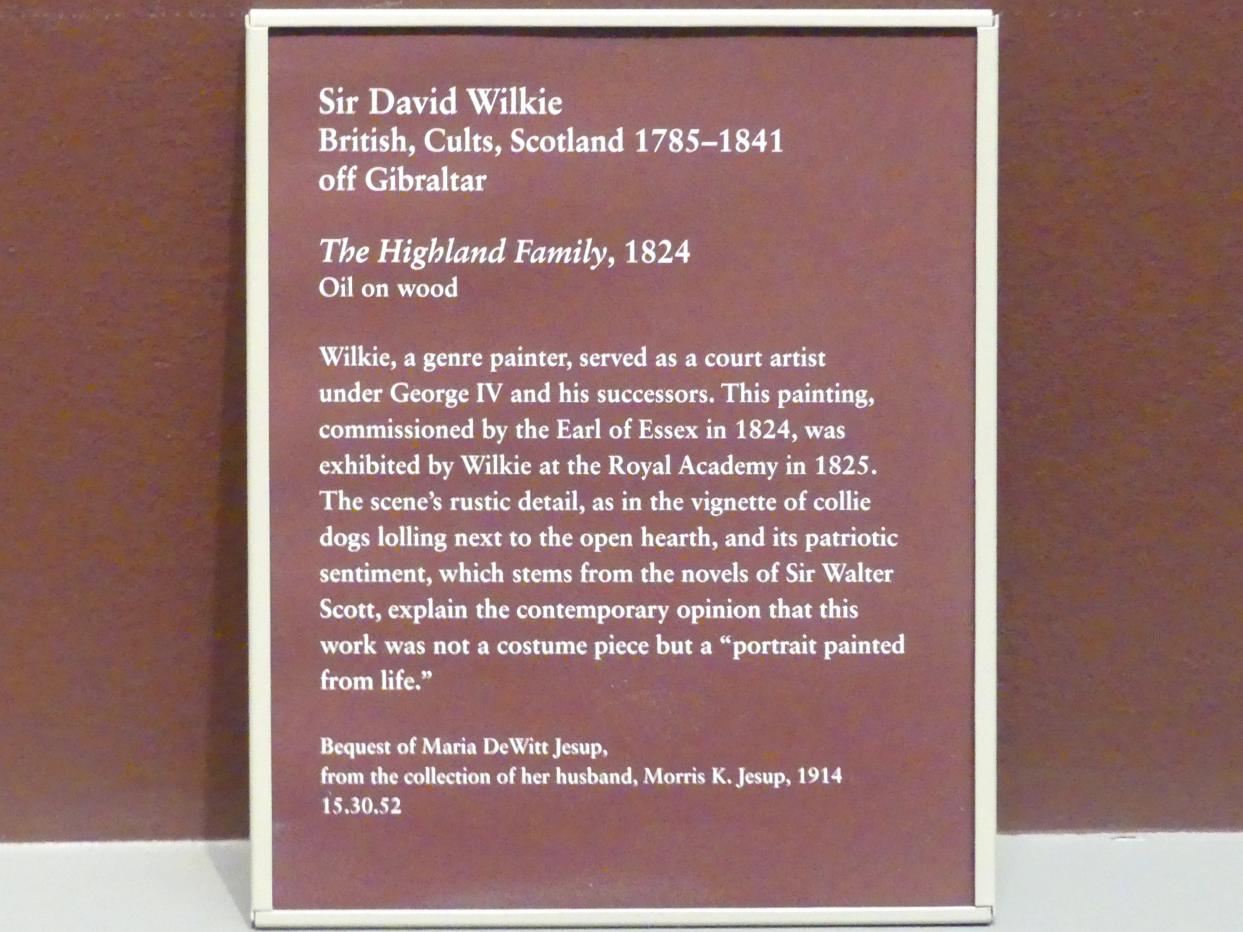 Sir David Wilkie
British, Cults, Scotland 1785–1841
off Gibraltar
The Highland Family, 1824
Oil on wood
Wilkie, a genre painter, served as a court artist
under George IV and his successors. This painting,
commissioned by the Earl of Essex in 1824, was
exhibited by Wilkie at the Royal Academy in 1825.
The scene’s rustic detail, as in the vignette of collie
dogs lolling next to the open hearth, and its patriotic
sentiment, which stems from the novels of Sir Walter
Scott, explain the contemporary opinion that this
work was not a costume piece but a “portrait painted
from life.”
Bequest of Maria DeWitt Jesup,
from the collection of her husband, Morris K. Jesup, 1914
15.30.52